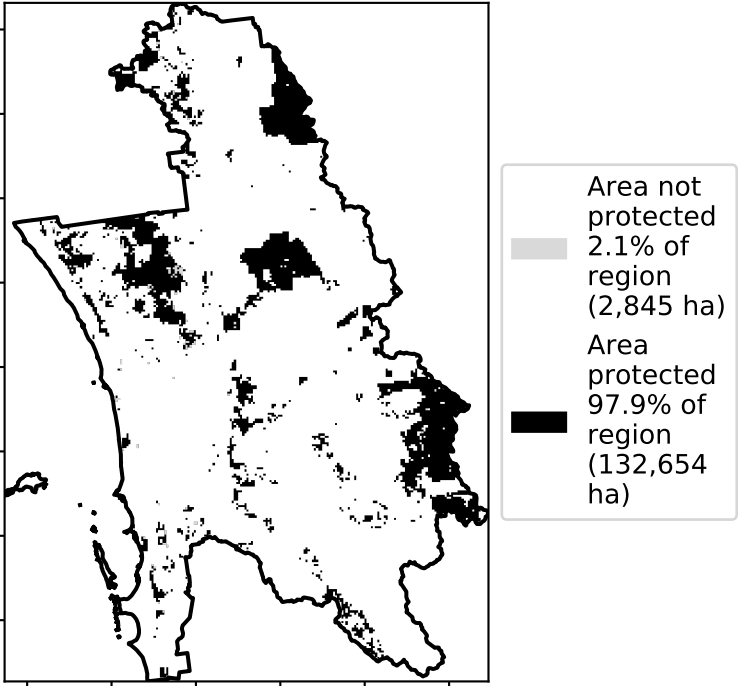 Area not
protected
2.1% of
region
(2,845 ha)
Area
protected
97.9% of
region
(132,654
ha)